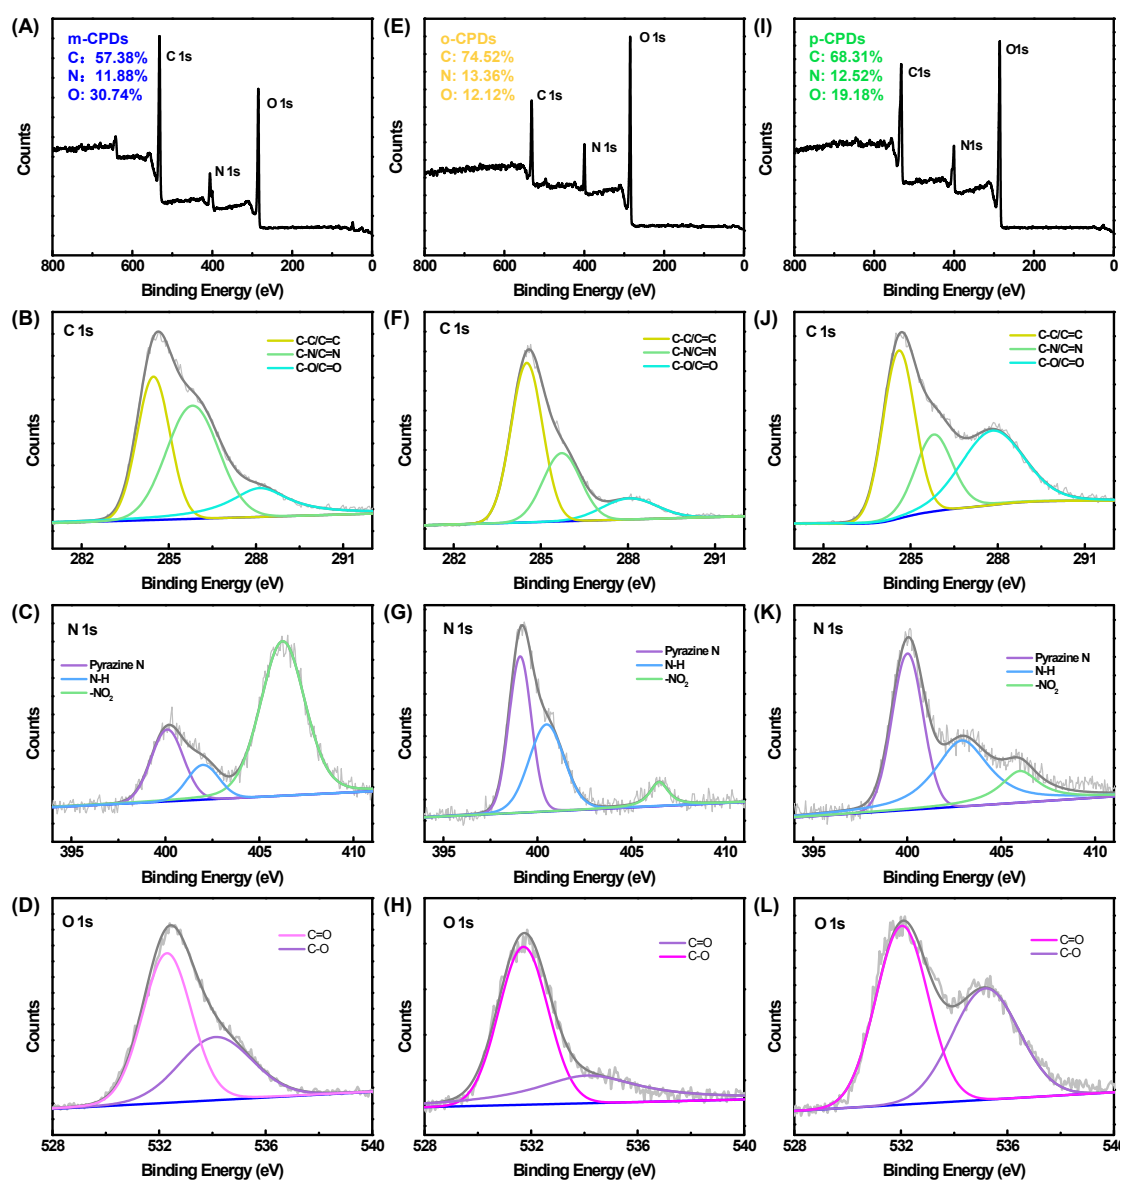 (A)
m-CPDs
C: 57.38%
N: 11.88%
O: 30.74%
C 1s
N 1s
O 1s
Counts
800 600 400 200 0
Binding Energy (eV)
(E)
o-CPDs
C: 74.52%
N: 13.36%
O: 12.12%
C 1s
N 1s
O 1s
Counts
800 600 400 200 0
Binding Energy (eV)
(I)
p-CPDs
C: 68.31%
N: 12.52%
O: 19.18%
C1s
N1s
O1s
Counts
800 600 400 200 0
Binding Energy (eV)
(B)
C 1s
C-C/C=C
C-N/C=N
C-O/C=O
Counts
282 285 288 291
Binding Energy (eV)
(F)
C 1s
C-C/C=C
C-N/C=N
C-O/C=O
Counts
282 285 288 291
Binding Energy (eV)
(J)
C 1s
C-C/C=C
C-N/C=N
C-O/C=O
Counts
282 285 288 291
Binding Energy (eV)
(C)
N 1s
Pyrazine N
N-H
-NO₂
Counts
395 400 405 410
Binding Energy (eV)
(G)
N 1s
Pyrazine N
N-H
-NO₂
Counts
395 400 405 410
Binding Energy (eV)
(K)
N 1s
Pyrazine N
N-H
-NO₂
Counts
395 400 405 410
Binding Energy (eV)
(D)
O 1s
C=O
C-O
Counts
528 532 536 540
Binding Energy (eV)
(H)
O 1s
C=O
C-O
Counts
528 532 536 540
Binding Energy (eV)
(L)
O 1s
C=O
C-O
Counts
528 532 536 540
Binding Energy (eV)